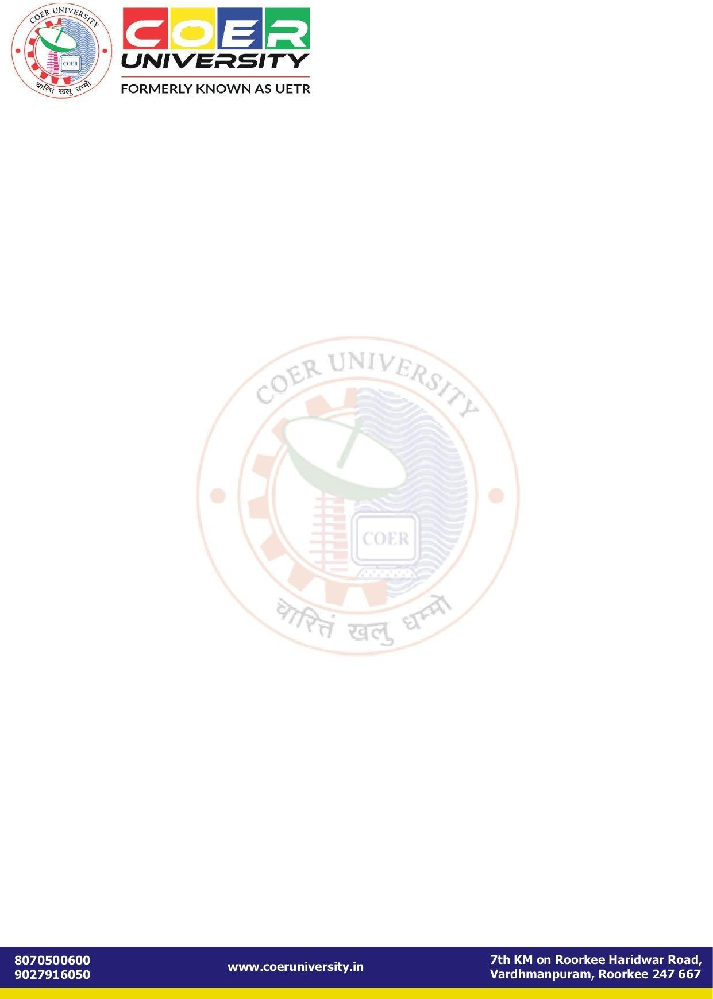 COER UNIVERSITY
COER
चारित्तं खलु धम्मो
COER
UNIVERSITY
FORMERLY KNOWN AS UETR
COER UNIVERSITY
COER
चारित्तं खलु धम्मो
8070500600
9027916050
www.coeruniversity.in
7th KM on Roorkee Haridwar Road,
Vardhmanpuram, Roorkee 247 667